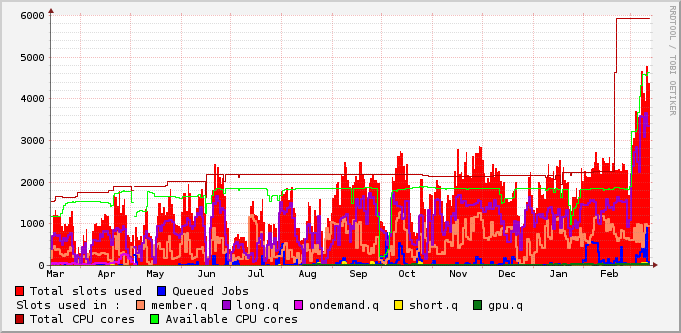 RRDTOOL / TOBI OETIKER
6000
5000
4000
3000
2000
1000
0
Mar Apr May Jun Jul Aug Sep Oct Nov Dec Jan Feb
Total slots used Queued Jobs
Slots used in : member.q long.q ondemand.q short.q gpu.q
Total CPU cores Available CPU cores